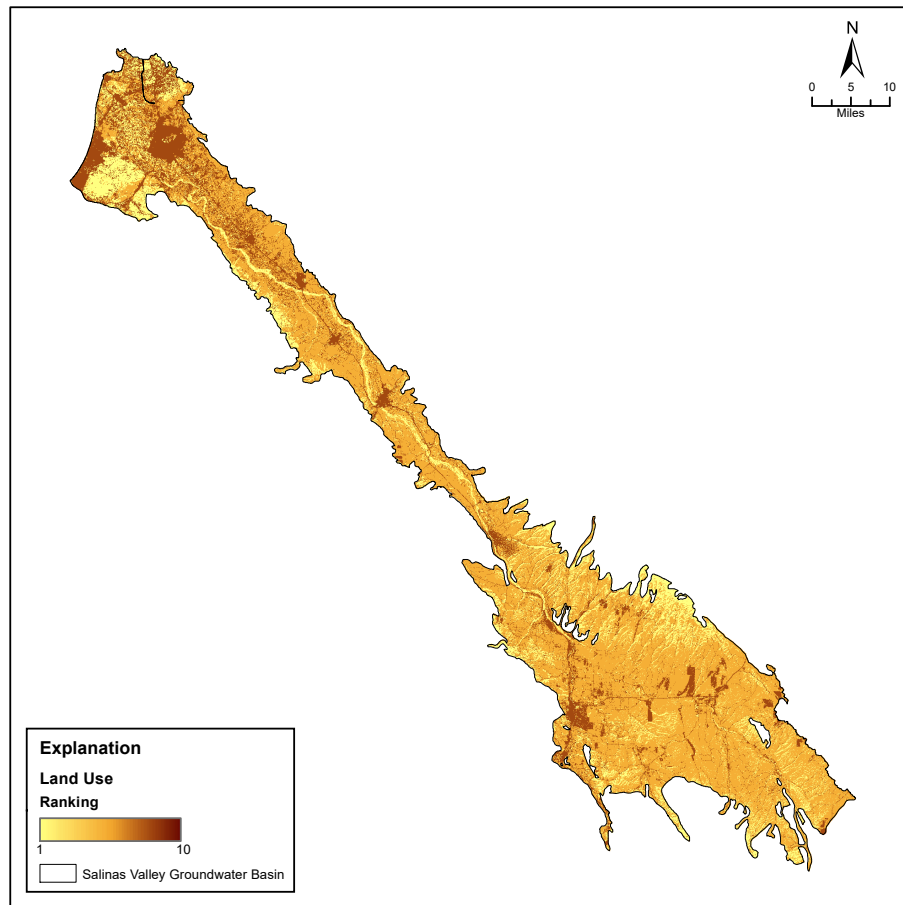 N
0 5 10
Miles
Explanation
Land Use
Ranking
1 10
Salinas Valley Groundwater Basin